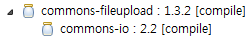 commons-fileupload : 1.3.2 [compile]
commons-io : 2.2 [compile]